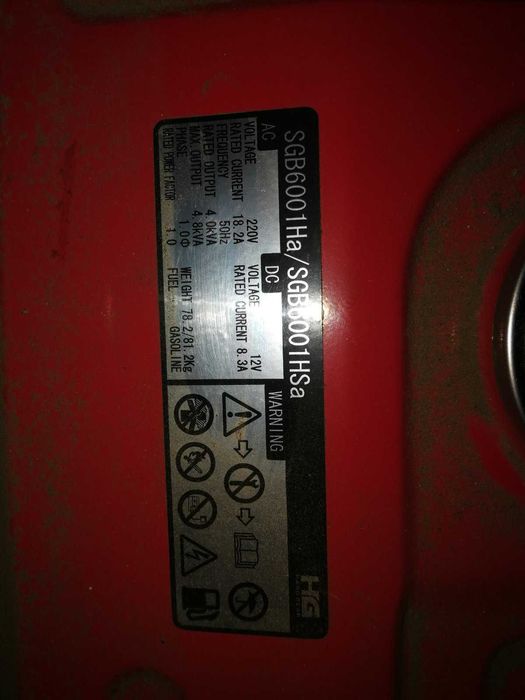 SGB6001Ha/SGB6001HSa
AC
VOLTAGE 220V
RATED CURRENT 18.2A
FREQUENCY 50Hz
RATED OUTPUT 4.0kVA
MAX. OUTPUT 4.8kVA
PHASE 1.0Φ
RATED POWER FACTOR 1.0
DC
VOLTAGE 12V
RATED CURRENT 8.3A
WEIGHT 78.2/81.2Kg
FUEL GASOLINE
WARNING
HG